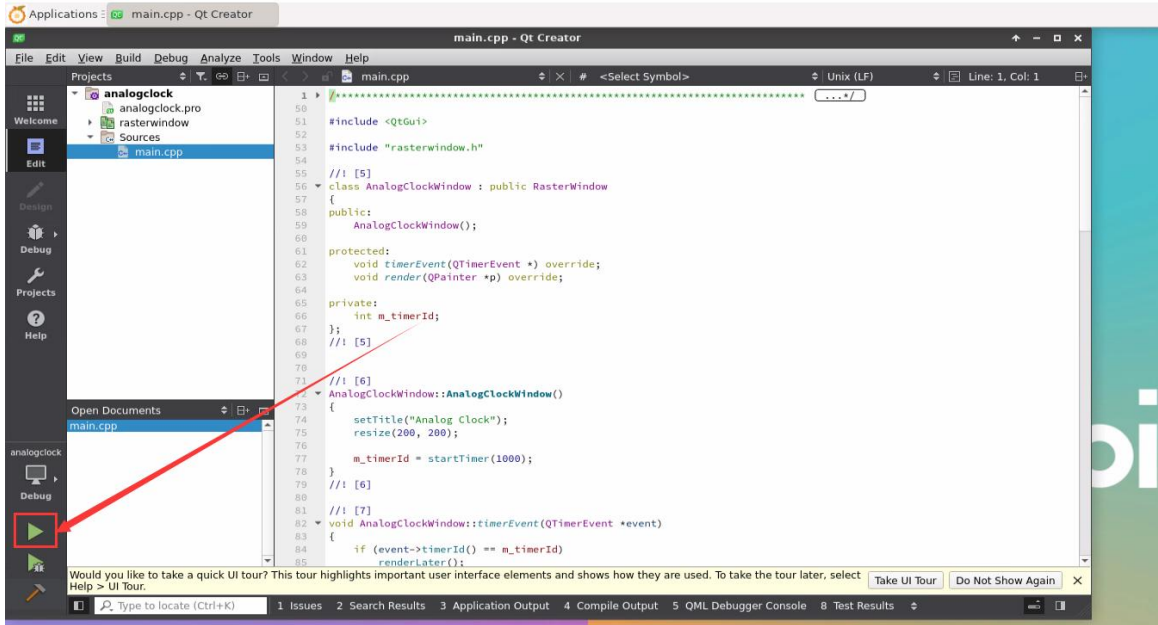 Applications
main.cpp - Qt Creator
main.cpp - Qt Creator
File Edit View Build Debug Analyze Tools Window Help
Projects
main.cpp
# <Select Symbol>
Unix (LF)
Line: 1, Col: 1
Welcome
Edit
Design
Debug
Projects
Help
analogclock
analogclock.pro
rasterwindow
Sources
main.cpp
Open Documents
main.cpp
analogclock
Debug
1 /**************************************************************************** ...*/
50
51 #include <QtGui>
52
53 #include "rasterwindow.h"
54
55 //! [5]
56 class AnalogClockWindow : public RasterWindow
57 {
58 public:
59     AnalogClockWindow();
60
61 protected:
62     void timerEvent(QTimerEvent *) override;
63     void render(QPainter *p) override;
64
65 private:
66     int m_timerId;
67 };
68 //! [5]
69
70
71 //! [6]
72 AnalogClockWindow::AnalogClockWindow()
73 {
74     setTitle("Analog Clock");
75     resize(200, 200);
76
77     m_timerId = startTimer(1000);
78 }
79 //! [6]
80
81 //! [7]
82 void AnalogClockWindow::timerEvent(QTimerEvent *event)
83 {
84     if (event->timerId() == m_timerId)
85         renderLater();
Would you like to take a quick UI tour? This tour highlights important user interface elements and shows how they are used. To take the tour later, select
Help > UI Tour.
Take UI Tour
Do Not Show Again
Type to locate (Ctrl+K)
1 Issues 2 Search Results 3 Application Output 4 Compile Output 5 QML Debugger Console 8 Test Results
pi